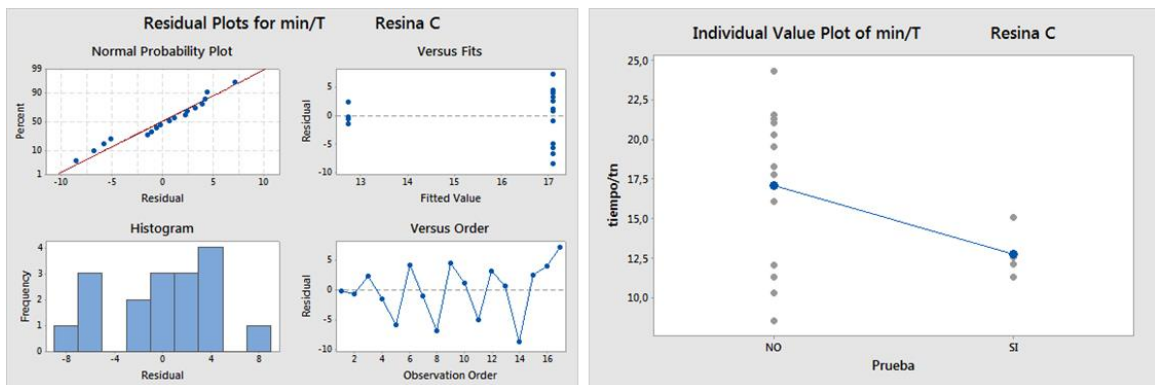 Residual Plots for min/T Resina C
Normal Probability Plot
Versus Fits
99
90
50
10
1
Percent
-10 -5 0 5 10
Residual
5
0
-5
-10
Residual
13 14 15 16 17
Fitted Value
Histogram
Versus Order
4
3
2
1
0
Frequency
-8 -4 0 4 8
Residual
5
0
-5
-10
Residual
2 4 6 8 10 12 14 16
Observation Order
Individual Value Plot of min/T Resina C
25,0
22,5
20,0
17,5
15,0
12,5
10,0
tiempo/tn
NO SI
Prueba